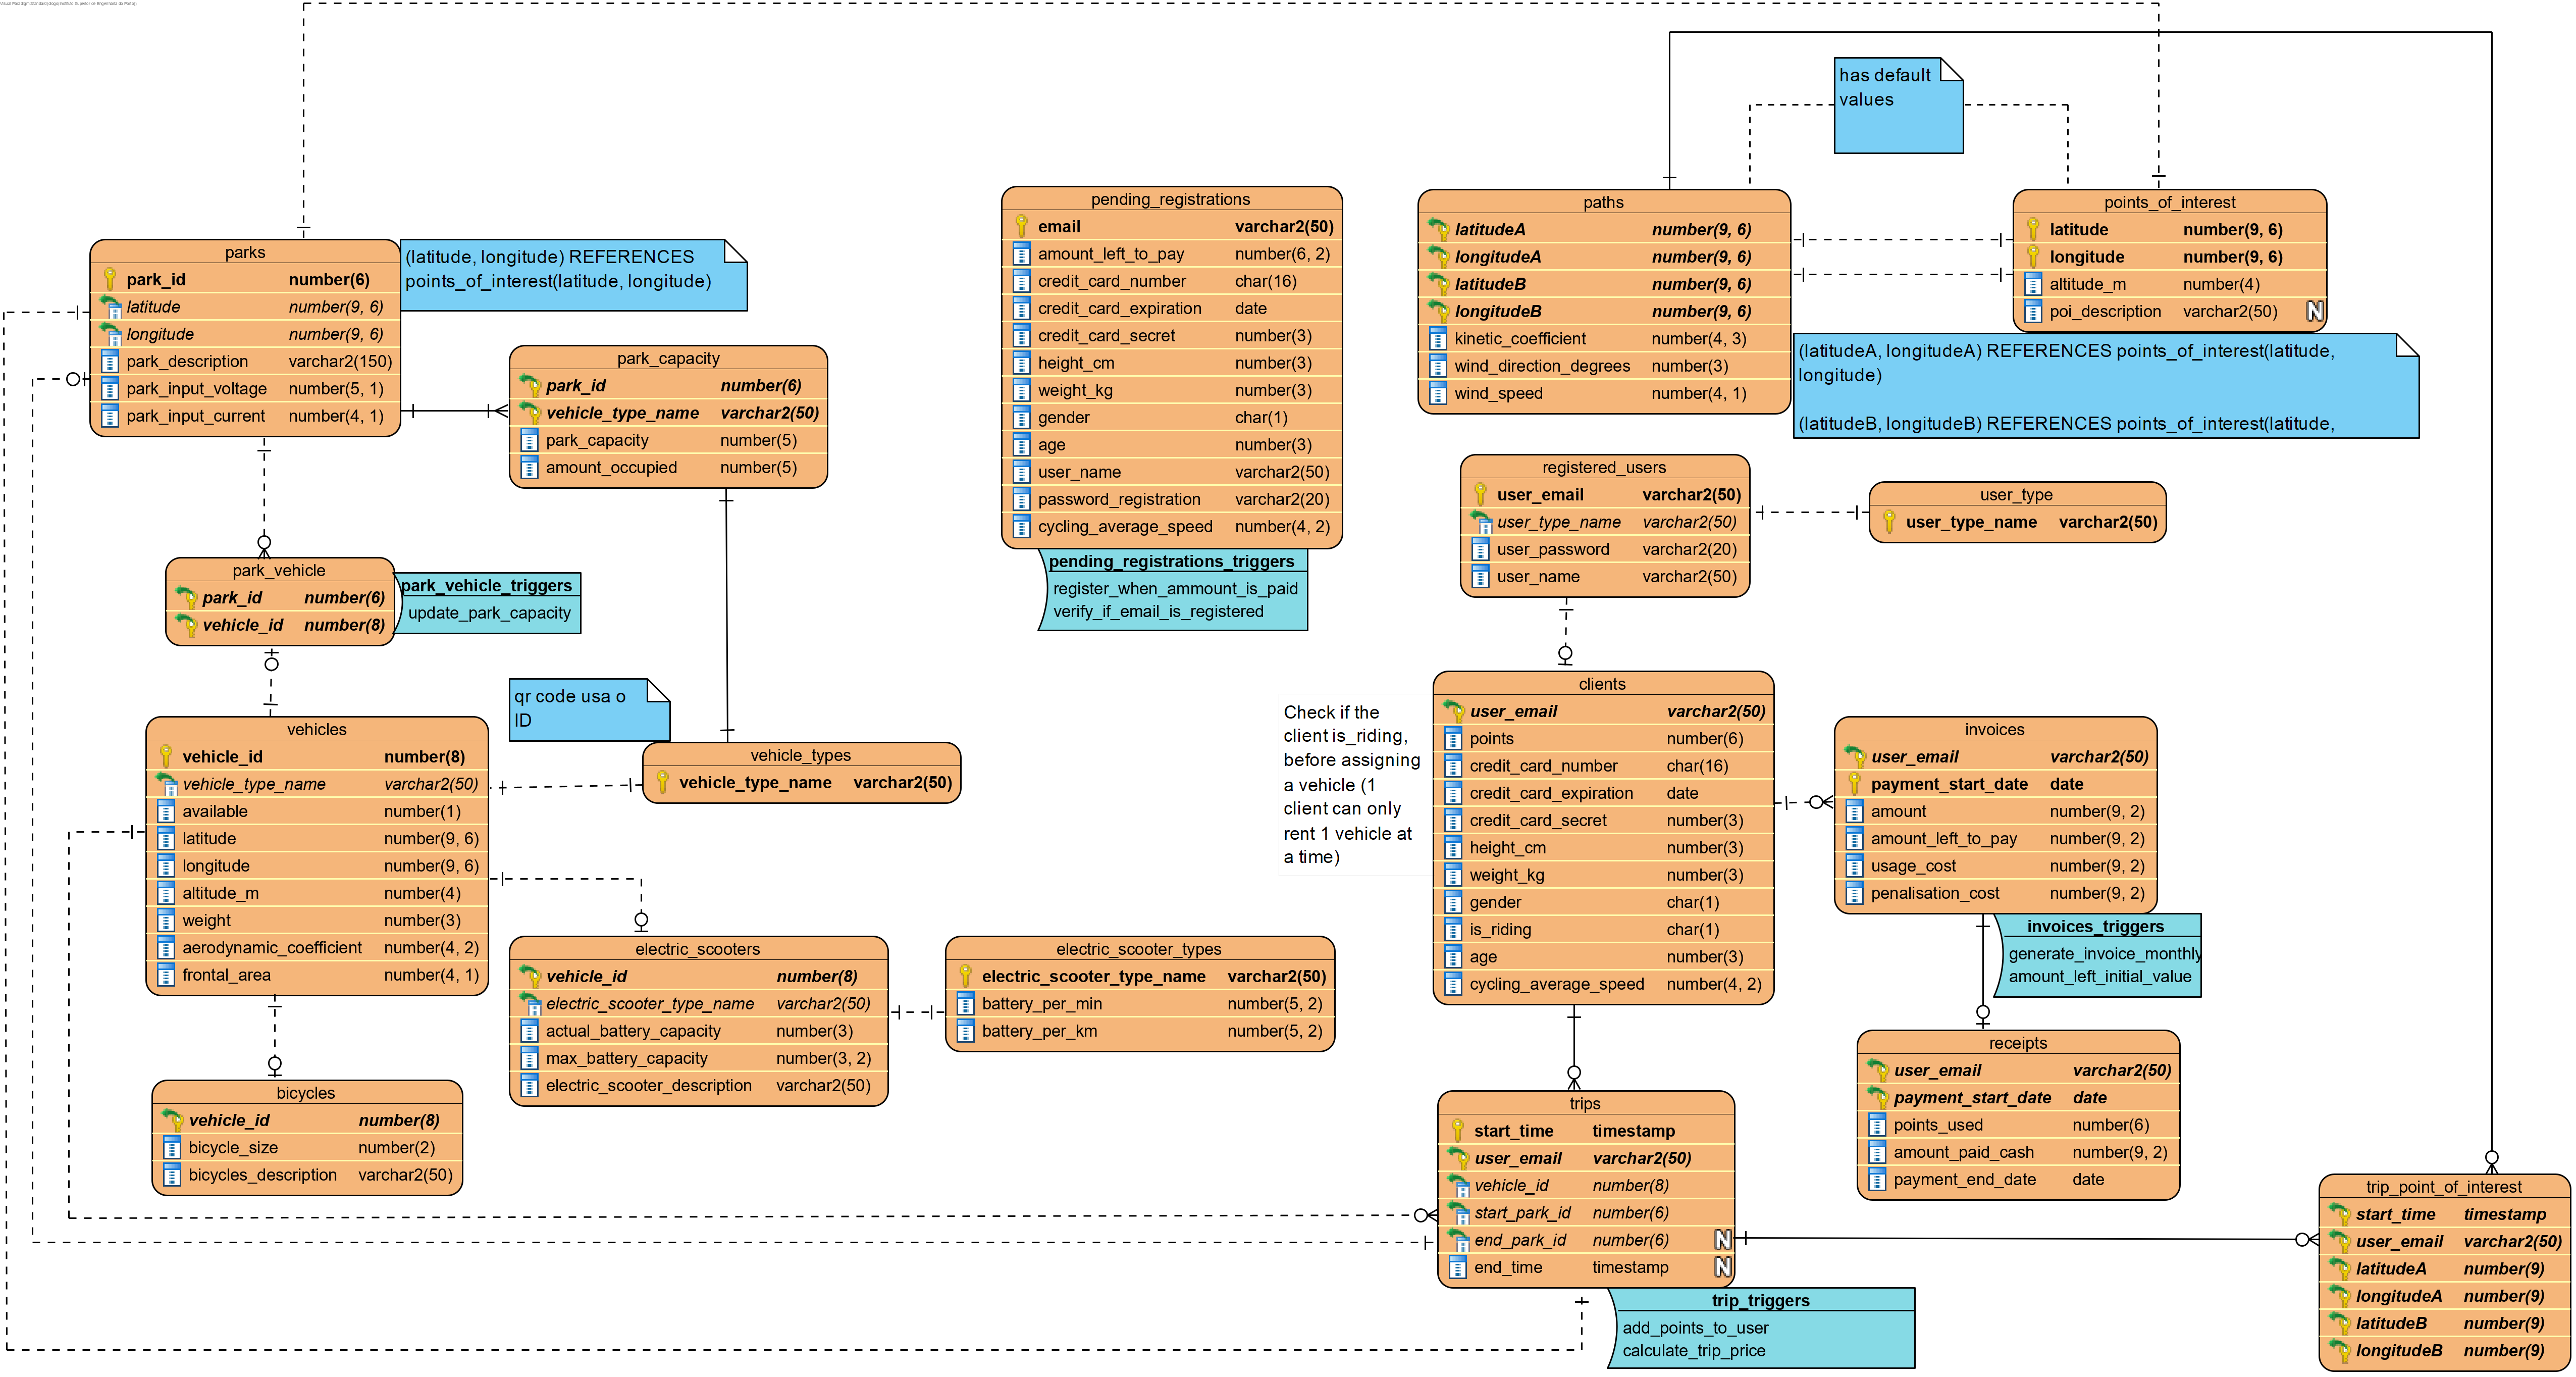 Visual Paradigm Standard(diogo(Instituto Superior de Engenharia do Porto))
has default
values
parks
park_id number(6)
latitude number(9, 6)
longitude number(9, 6)
park_description varchar2(150)
park_input_voltage number(5, 1)
park_input_current number(4, 1)
(latitude, longitude) REFERENCES
points_of_interest(latitude, longitude)
park_capacity
park_id number(6)
vehicle_type_name varchar2(50)
park_capacity number(5)
amount_occupied number(5)
pending_registrations
email varchar2(50)
amount_left_to_pay number(6, 2)
credit_card_number char(16)
credit_card_expiration date
credit_card_secret number(3)
height_cm number(3)
weight_kg number(3)
gender char(1)
age number(3)
user_name varchar2(50)
password_registration varchar2(20)
cycling_average_speed number(4, 2)
pending_registrations_triggers
register_when_ammount_is_paid
verify_if_email_is_registered
paths
latitudeA number(9, 6)
longitudeA number(9, 6)
latitudeB number(9, 6)
longitudeB number(9, 6)
kinetic_coefficient number(4, 3)
wind_direction_degrees number(3)
wind_speed number(4, 1)
points_of_interest
latitude number(9, 6)
longitude number(9, 6)
altitude_m number(4)
poi_description varchar2(50) N
(latitudeA, longitudeA) REFERENCES points_of_interest(latitude,
longitude)
(latitudeB, longitudeB) REFERENCES points_of_interest(latitude,
registered_users
user_email varchar2(50)
user_type_name varchar2(50)
user_password varchar2(20)
user_name varchar2(50)
user_type
user_type_name varchar2(50)
park_vehicle
park_id number(6)
vehicle_id number(8)
park_vehicle_triggers
update_park_capacity
qr code usa o
ID
vehicles
vehicle_id number(8)
vehicle_type_name varchar2(50)
available number(1)
latitude number(9, 6)
longitude number(9, 6)
altitude_m number(4)
weight number(3)
aerodynamic_coefficient number(4, 2)
frontal_area number(4, 1)
vehicle_types
vehicle_type_name varchar2(50)
Check if the
client is_riding,
before assigning
a vehicle (1
client can only
rent 1 vehicle at
a time)
clients
user_email varchar2(50)
points number(6)
credit_card_number char(16)
credit_card_expiration date
credit_card_secret number(3)
height_cm number(3)
weight_kg number(3)
gender char(1)
is_riding char(1)
age number(3)
cycling_average_speed number(4, 2)
invoices
user_email varchar2(50)
payment_start_date date
amount number(9, 2)
amount_left_to_pay number(9, 2)
usage_cost number(9, 2)
penalisation_cost number(9, 2)
invoices_triggers
generate_invoice_monthly
amount_left_initial_value
electric_scooters
vehicle_id number(8)
electric_scooter_type_name varchar2(50)
actual_battery_capacity number(3)
max_battery_capacity number(3, 2)
electric_scooter_description varchar2(50)
electric_scooter_types
electric_scooter_type_name varchar2(50)
battery_per_min number(5, 2)
battery_per_km number(5, 2)
bicycles
vehicle_id number(8)
bicycle_size number(2)
bicycles_description varchar2(50)
receipts
user_email varchar2(50)
payment_start_date date
points_used number(6)
amount_paid_cash number(9, 2)
payment_end_date date
trips
start_time timestamp
user_email varchar2(50)
vehicle_id number(8)
start_park_id number(6)
end_park_id number(6) N
end_time timestamp N
trip_triggers
add_points_to_user
calculate_trip_price
trip_point_of_interest
start_time timestamp
user_email varchar2(50)
latitudeA number(9)
longitudeA number(9)
latitudeB number(9)
longitudeB number(9)